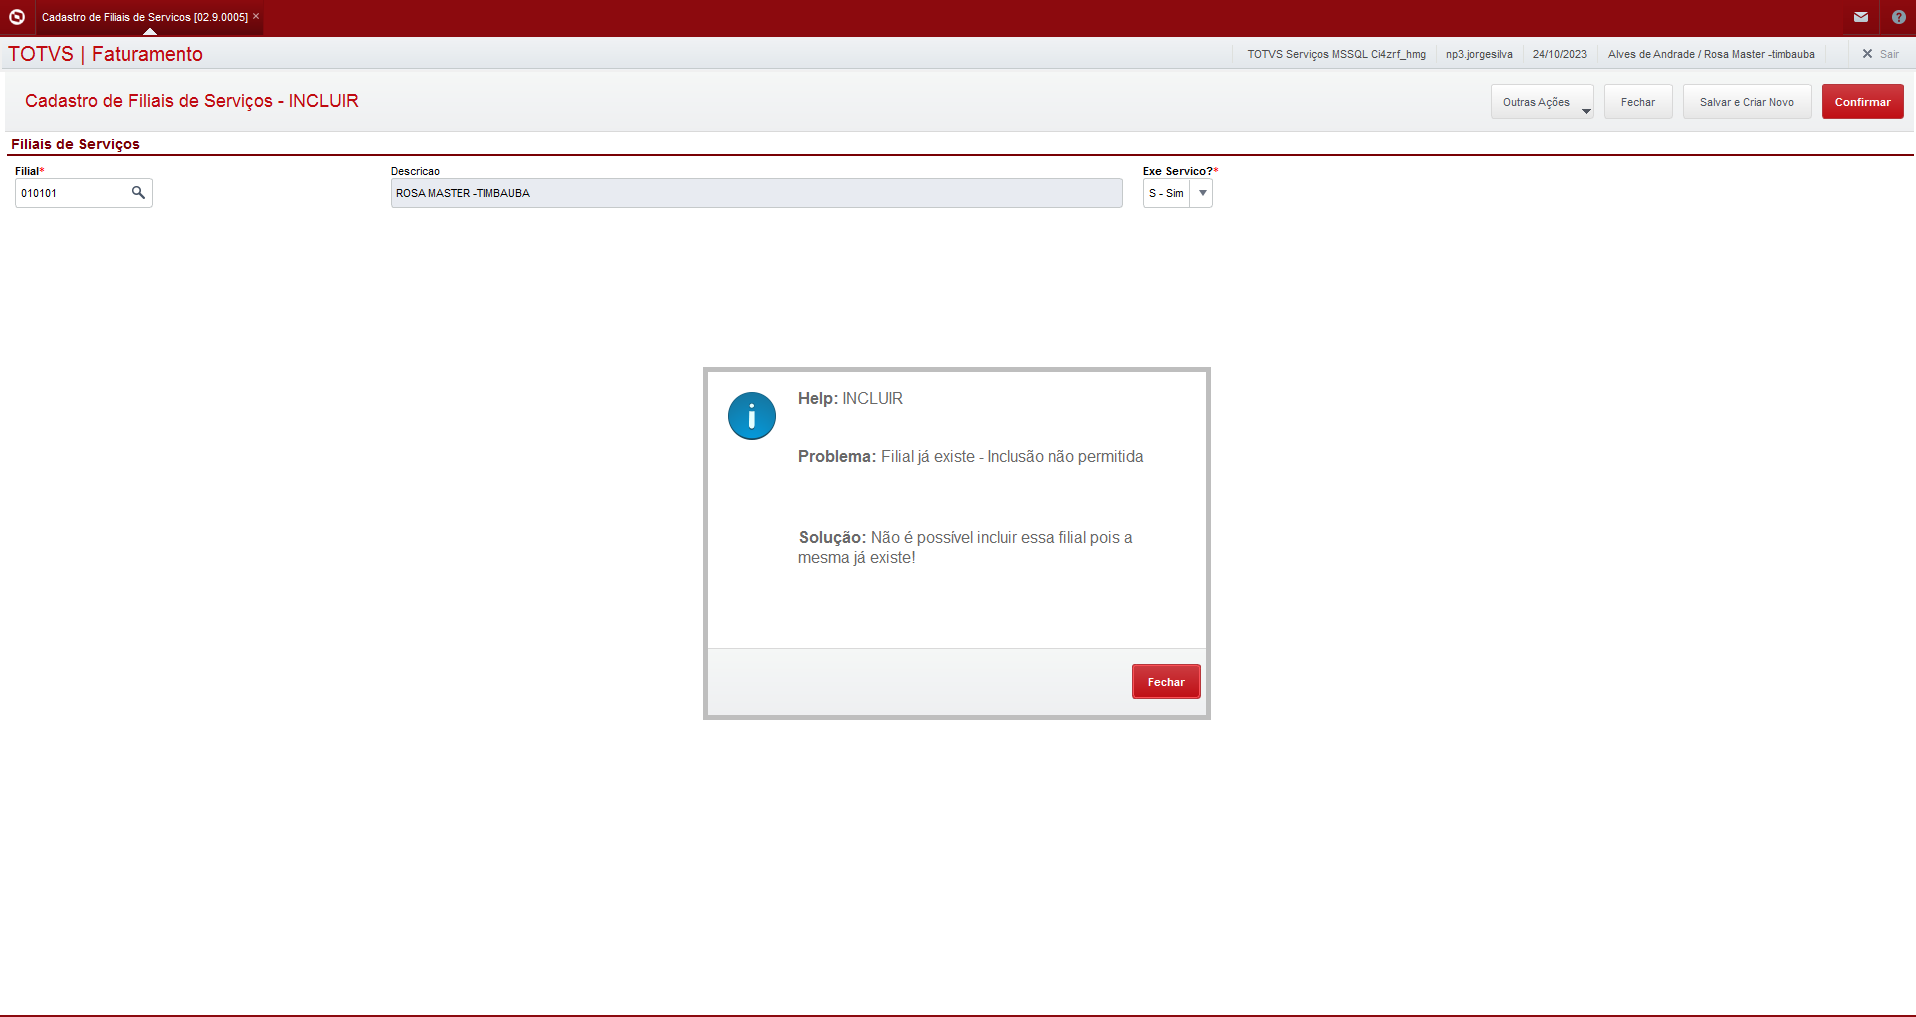 Cadastro de Filiais de Servicos [02.9.0005] ×
TOTVS | Faturamento
TOTVS Serviços MSSQL Ci4zrf_hmg
np3.jorgesilva
24/10/2023
Alves de Andrade / Rosa Master -timbauba
Sair
Cadastro de Filiais de Serviços - INCLUIR
Outras Ações
Fechar
Salvar e Criar Novo
Confirmar
Filiais de Serviços
Filial*
Descricao
Exe Servico?*
010101
ROSA MASTER -TIMBAUBA
S - Sim
Help: INCLUIR
Problema: Filial já existe - Inclusão não permitida
Solução: Não é possível incluir essa filial pois a
mesma já existe!
Fechar